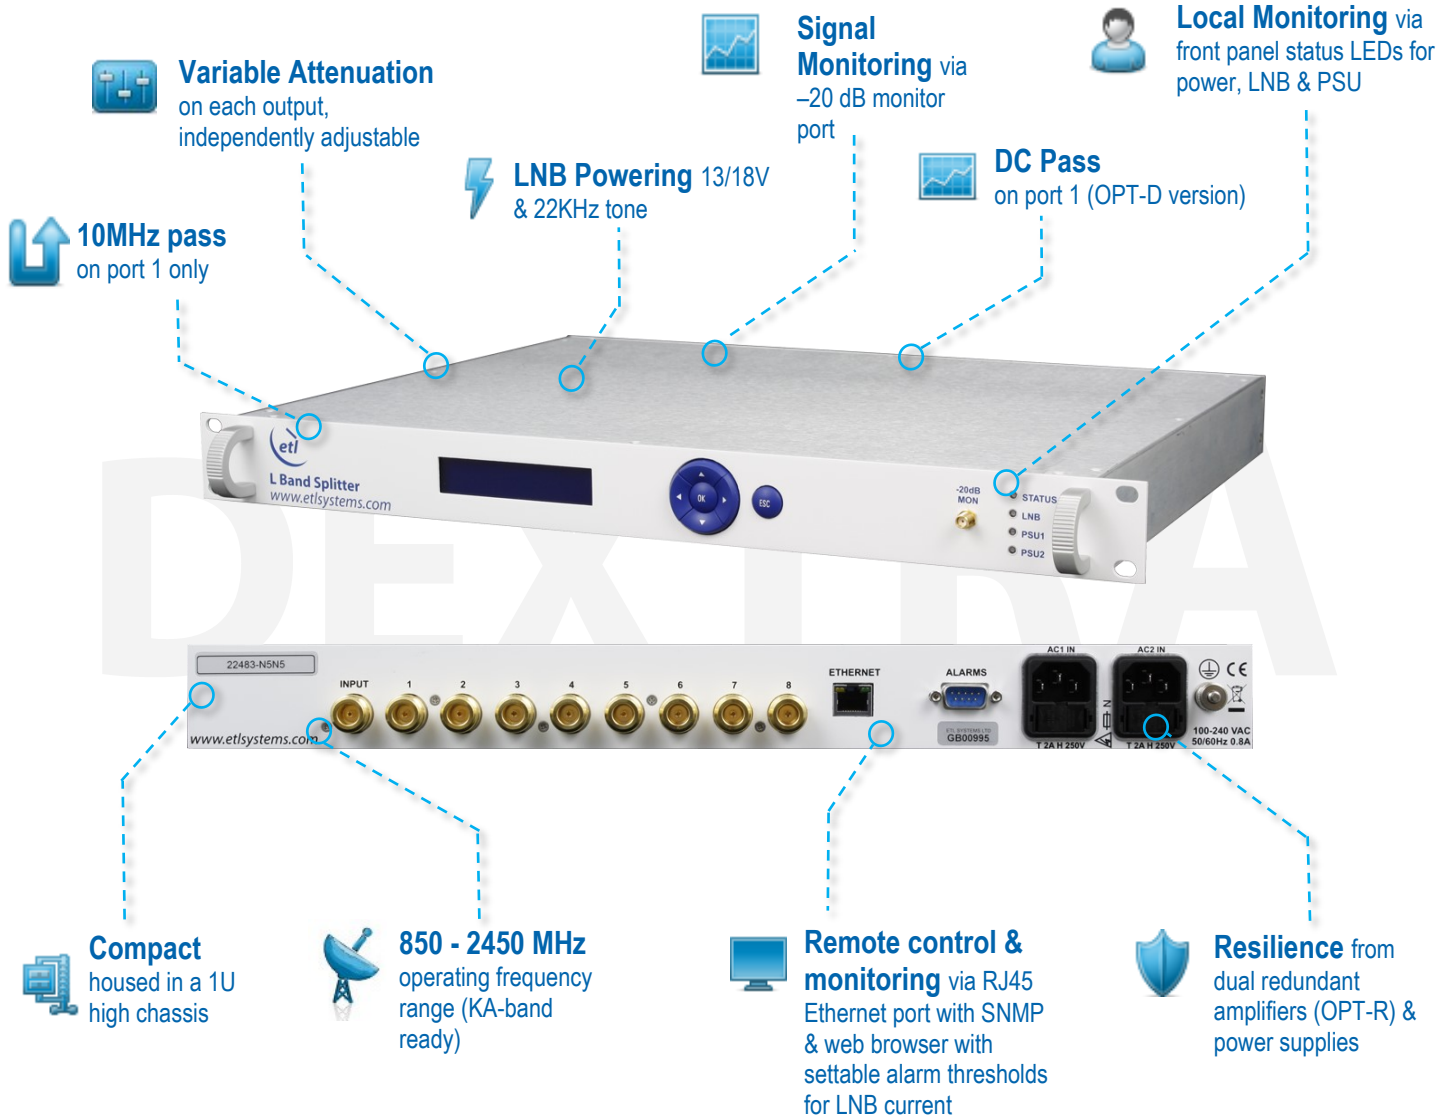 Variable Attenuation
on each output,
independently adjustable
Signal
Monitoring via
–20 dB monitor
port
Local Monitoring via
front panel status LEDs for
power, LNB & PSU
LNB Powering 13/18V
& 22KHz tone
DC Pass
on port 1 (OPT-D version)
10MHz pass
on port 1 only
etl
L Band Splitter
www.etlsystems.com
OK
ESC
-20dB
MON
STATUS
LNB
PSU1
PSU2
DEXTRA
22483-N5N5
INPUT 1 2 3 4 5 6 7 8
www.etlsystems.com
ETHERNET
ALARMS
ETL SYSTEMS LTD
GB00995
AC1 IN
T 2A H 250V
N
AC2 IN
T 2A H 250V
CE
100-240 VAC
50/60Hz 0.8A
Compact
housed in a 1U
high chassis
850 - 2450 MHz
operating frequency
range (KA-band
ready)
Remote control &
monitoring via RJ45
Ethernet port with SNMP
& web browser with
settable alarm thresholds
for LNB current
Resilience from
dual redundant
amplifiers (OPT-R) &
power supplies